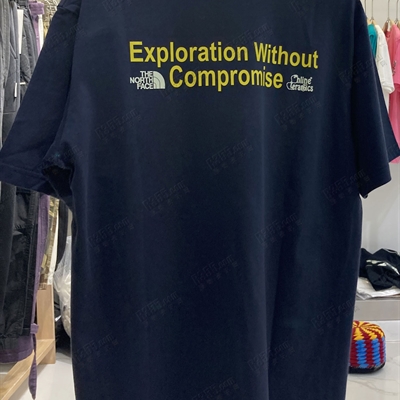 Exploration Without
THE
NORTH
FACE
Compromise
Online
Ceramics